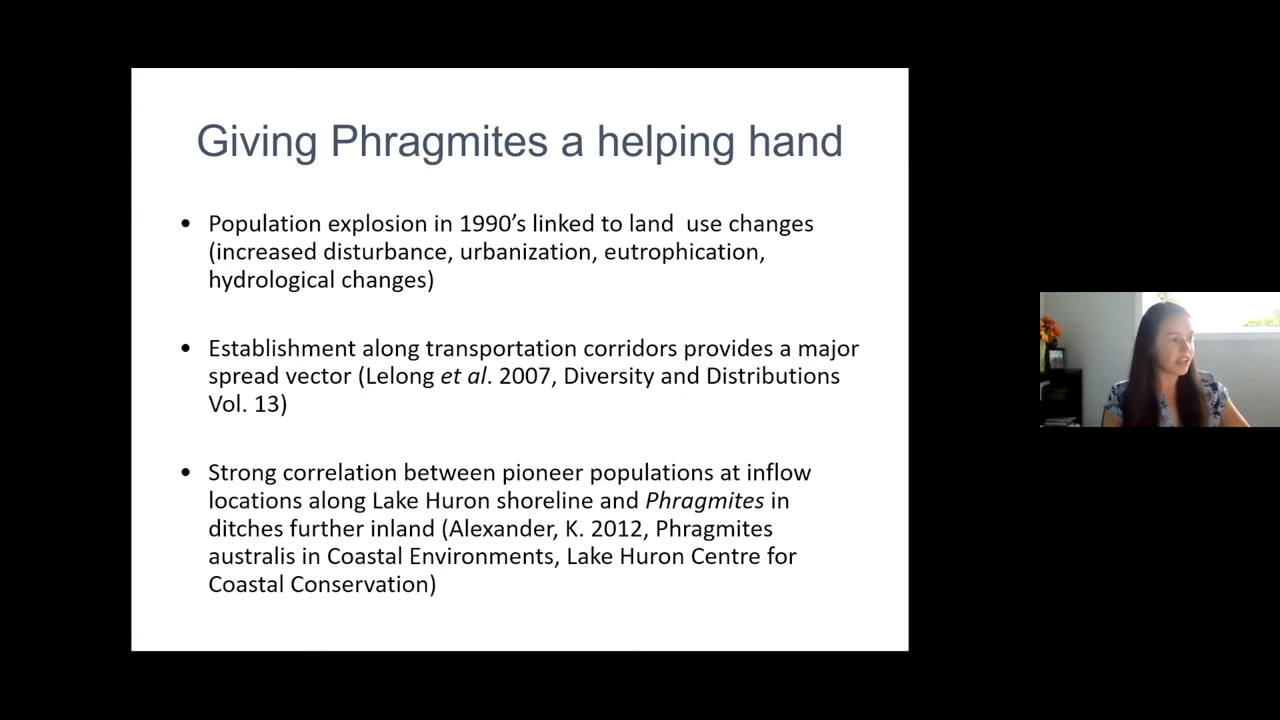 Giving Phragmites a helping hand
• Population explosion in 1990's linked to land  use changes
(increased disturbance, urbanization, eutrophication,
hydrological changes)
• Establishment along transportation corridors provides a major
spread vector (Lelong et al. 2007, Diversity and Distributions
Vol. 13)
• Strong correlation between pioneer populations at inflow
locations along Lake Huron shoreline and Phragmites in
ditches further inland (Alexander, K. 2012, Phragmites
australis in Coastal Environments, Lake Huron Centre for
Coastal Conservation)